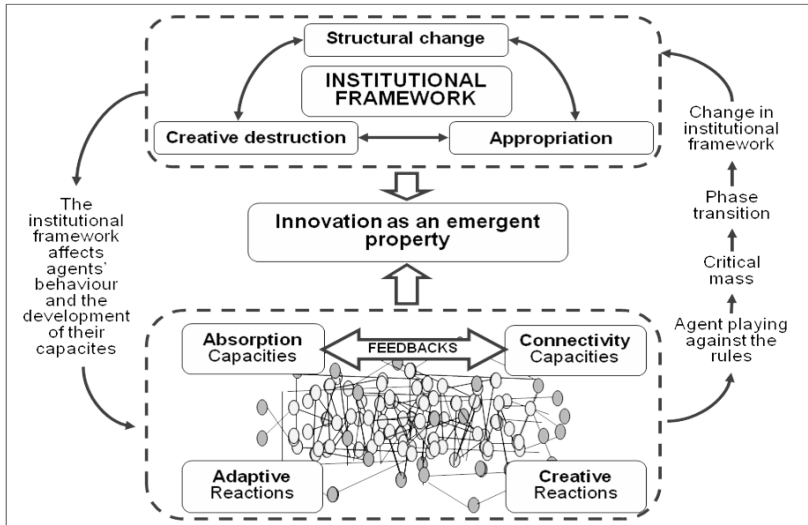 Structural change
INSTITUTIONAL
FRAMEWORK
Creative destruction
Appropriation
The
institutional
framework
affects
agents'
behaviour
and the
development
of their
capacites
Innovation as an emergent
property
Change in
institutional
framework
Phase
transition
Critical
mass
Agent playing
against the
rules
Absorption
Capacities
FEEDBACKS
Connectivity
Capacities
Adaptive
Reactions
Creative
Reactions